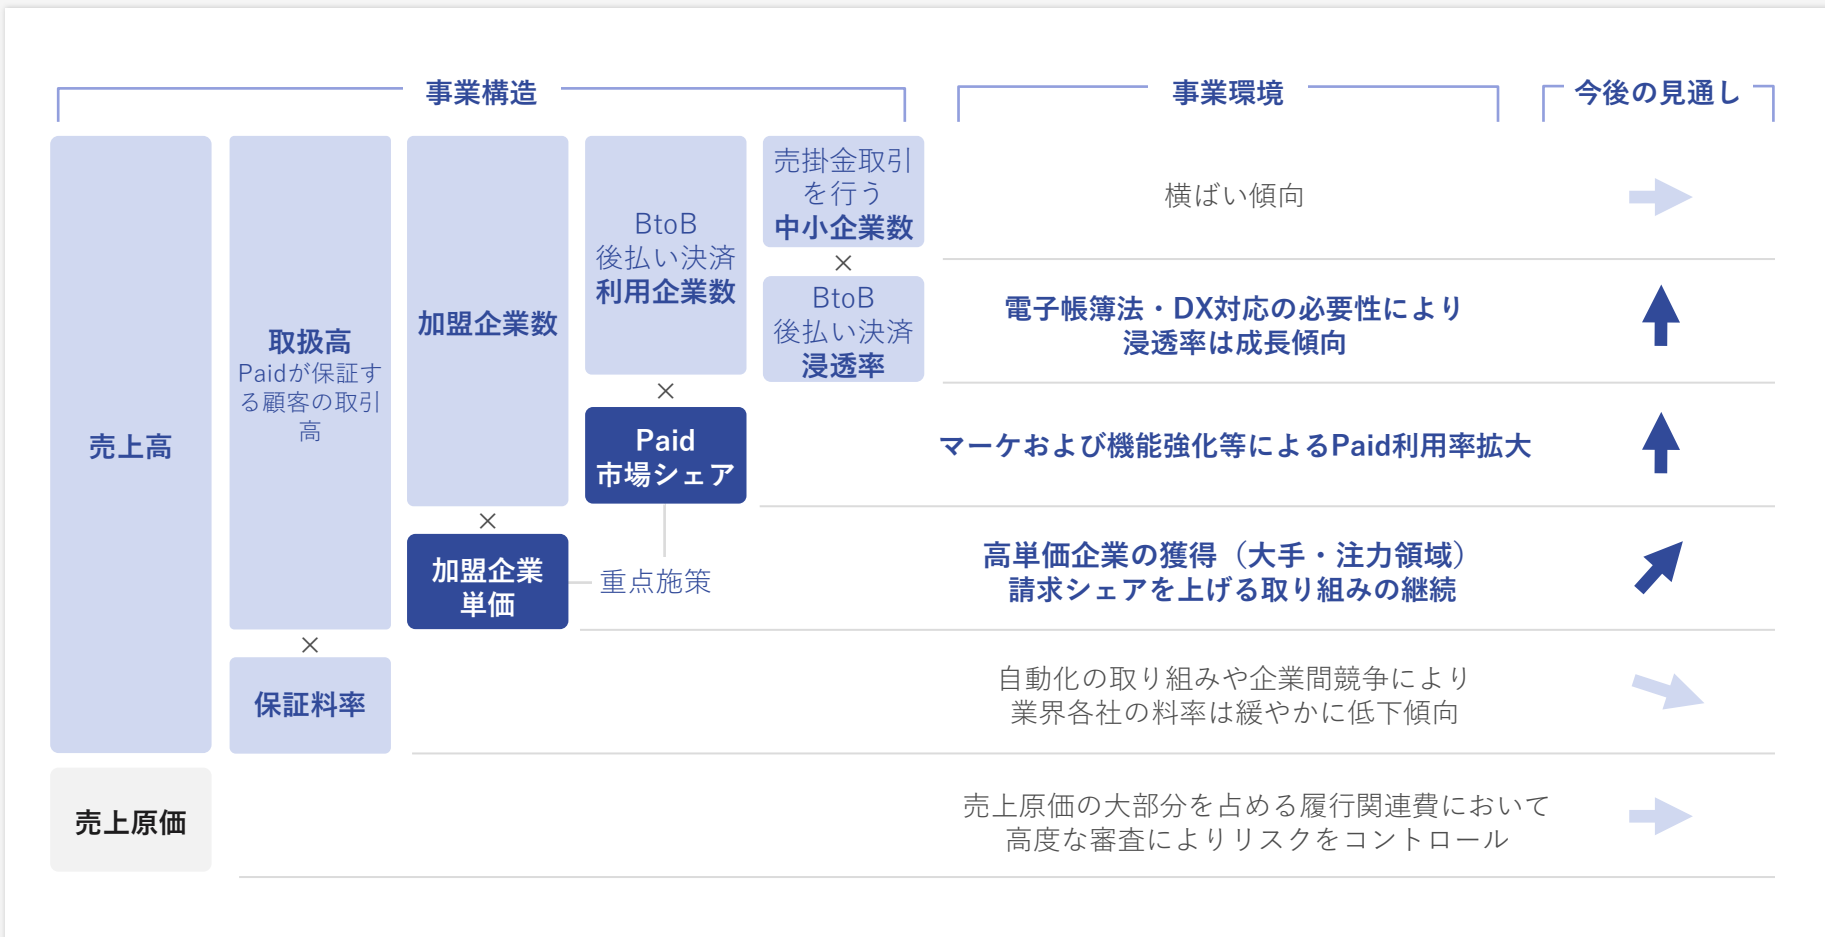 事業構造
事業環境
今後の見通し
売上高
取扱高
Paidが保証す
る顧客の取引
高
×
保証料率
加盟企業数
×
加盟企業
単価
BtoB
後払い決済
利用企業数
×
Paid
市場シェア
重点施策
売掛金取引
を行う
中小企業数
×
BtoB
後払い決済
浸透率
横ばい傾向
電子帳簿法・DX対応の必要性により
浸透率は成長傾向
マーケおよび機能強化等によるPaid利用率拡大
高単価企業の獲得（大手・注力領域）
請求シェアを上げる取り組みの継続
自動化の取り組みや企業間競争により
業界各社の料率は緩やかに低下傾向
売上原価
売上原価の大部分を占める履行関連費において
高度な審査によりリスクをコントロール